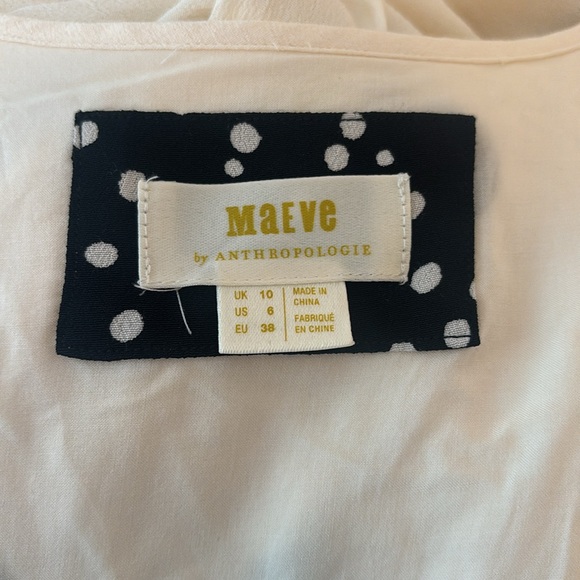 Maeve
by ANTHROPOLOGIE
UK 10
US 6
EU 38
MADE IN
CHINA
FABRIQUÉ
EN CHINE